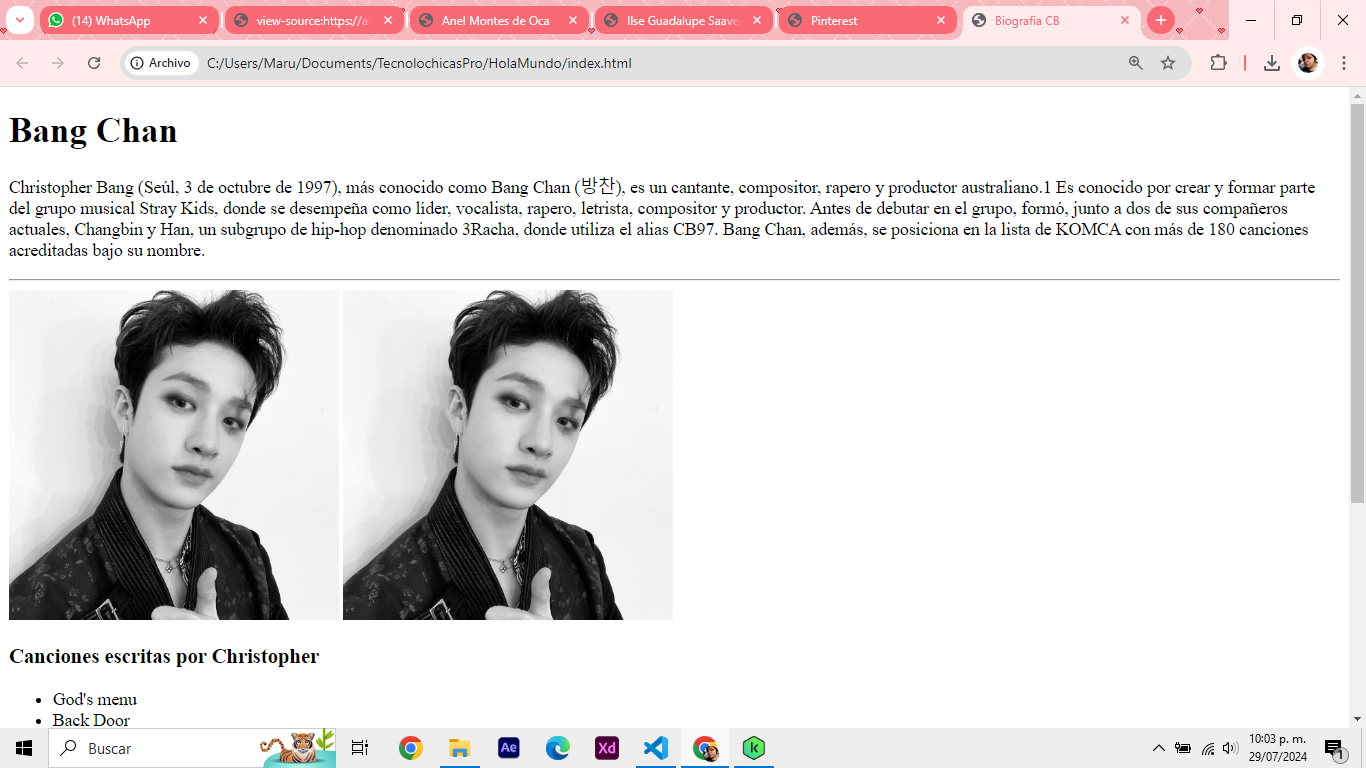 (14) WhatsApp
view-source:https://a
Anel Montes de Oca
Ilse Guadalupe Saave
Pinterest
Biografia CB
Archivo
C:/Users/Maru/Documents/TecnolochicasPro/HolaMundo/index.html
Bang Chan
Christopher Bang (Seúl, 3 de octubre de 1997), más conocido como Bang Chan (방찬), es un cantante, compositor, rapero y productor australiano.1 Es conocido por crear y formar parte
del grupo musical Stray Kids, donde se desempeña como líder, vocalista, rapero, letrista, compositor y productor. Antes de debutar en el grupo, formó, junto a dos de sus compañeros
actuales, Changbin y Han, un subgrupo de hip-hop denominado 3Racha, donde utiliza el alias CB97. Bang Chan, además, se posiciona en la lista de KOMCA con más de 180 canciones
acreditadas bajo su nombre.
Canciones escritas por Christopher
God's menu
Back Door
Buscar
Ae
Xd
k
10:03 p. m.
29/07/2024
1